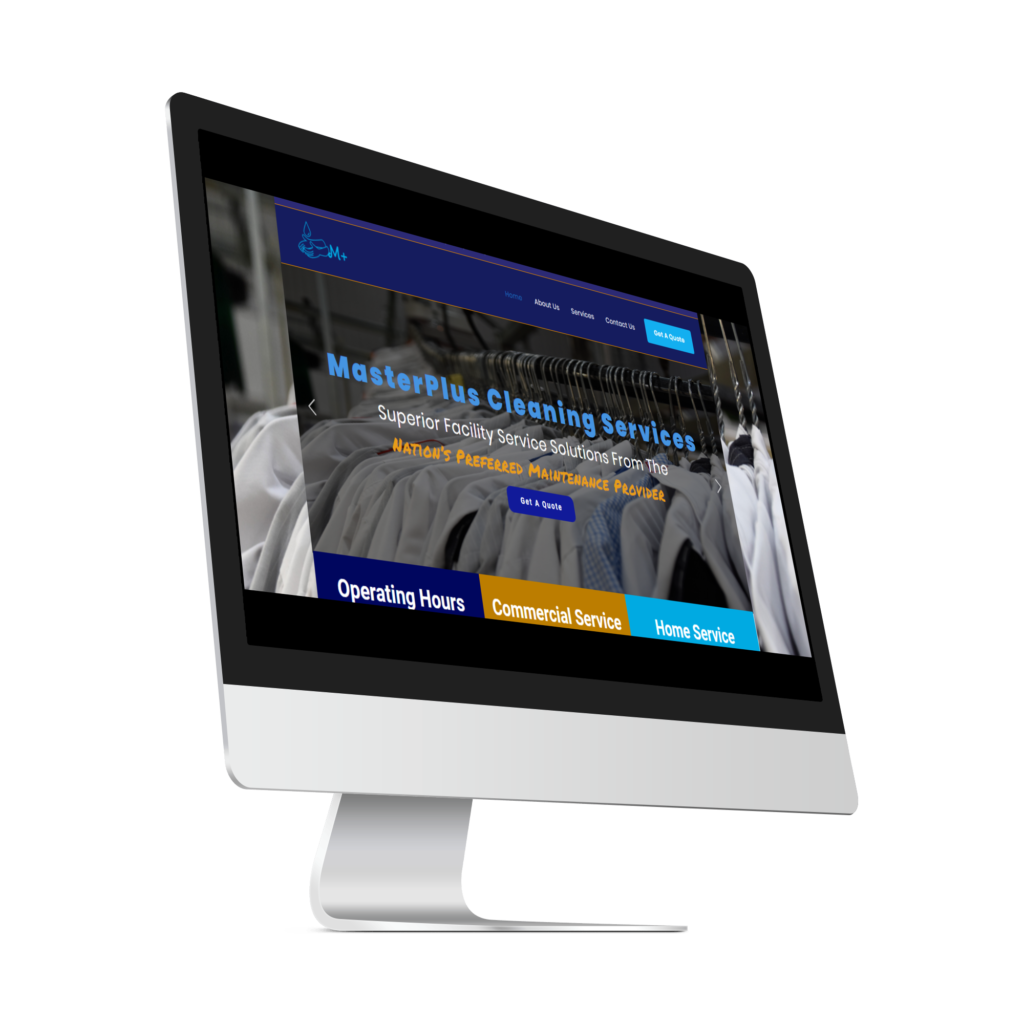 M+
Home About Us Services Contact Us Get A Quote
MasterPlus Cleaning Services
Superior Facility Service Solutions From The
Nation's Preferred Maintenance Provider
Get A Quote
Operating Hours Commercial Service Home Service